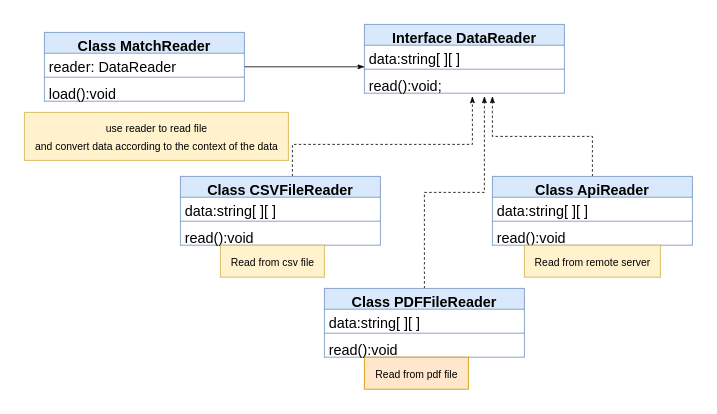 Class MatchReader
reader: DataReader
load():void
Interface DataReader
data:string[ ][ ]
read():void;
use reader to read file
and convert data according to the context of the data
Class CSVFileReader
data:string[ ][ ]
read():void
Read from csv file
Class ApiReader
data:string[ ][ ]
read():void
Read from remote server
Class PDFFileReader
data:string[ ][ ]
read():void
Read from pdf file